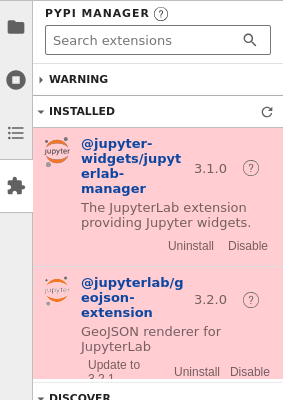 PYPI MANAGER ?
Search extensions
WARNING
INSTALLED
jupyter
@jupyter-
widgets/jupyt
erlab-
manager
3.1.0 ?
The JupyterLab extension
providing Jupyter widgets.
Uninstall Disable
jupyter
@jupyterlab/g
eojson-
extension
3.2.0 ?
GeoJSON renderer for
JupyterLab
Update to
3.2.1
Uninstall Disable
DISCOVER